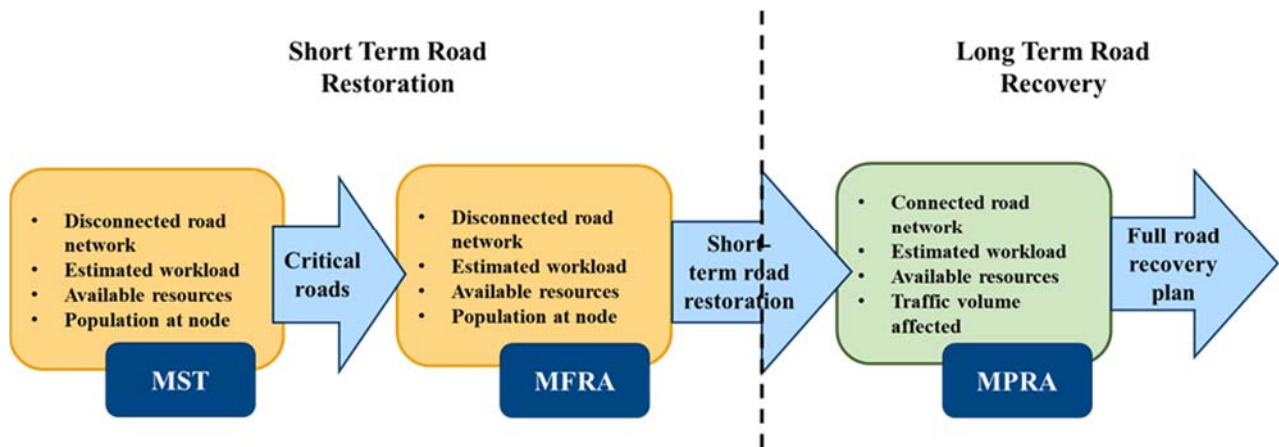 Short Term Road
Restoration
Long Term Road
Recovery
• Disconnected road
network
• Estimated workload
• Available resources
• Population at node
MST
Critical
roads
• Disconnected road
network
• Estimated workload
• Available resources
• Population at node
MFRA
Short-
term road
restoration
• Connected road
network
• Estimated workload
• Available resources
• Traffic volume
affected
MPRA
Full road
recovery
plan